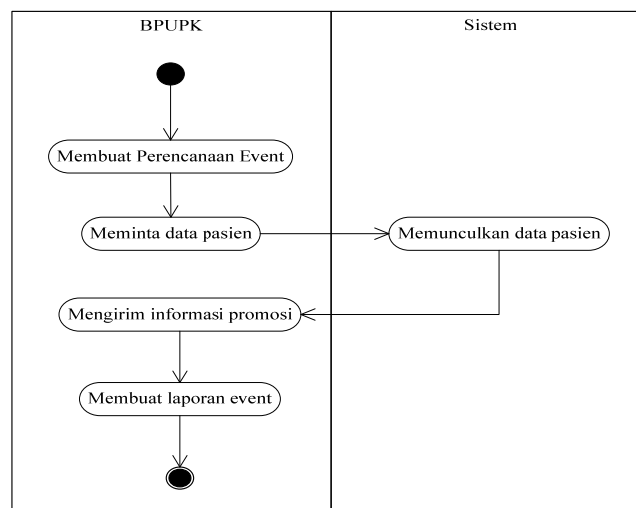 BPUPK
Sistem
Membuat Perencanaan Event
Meminta data pasien
Memunculkan data pasien
Mengirim informasi promosi
Membuat laporan event